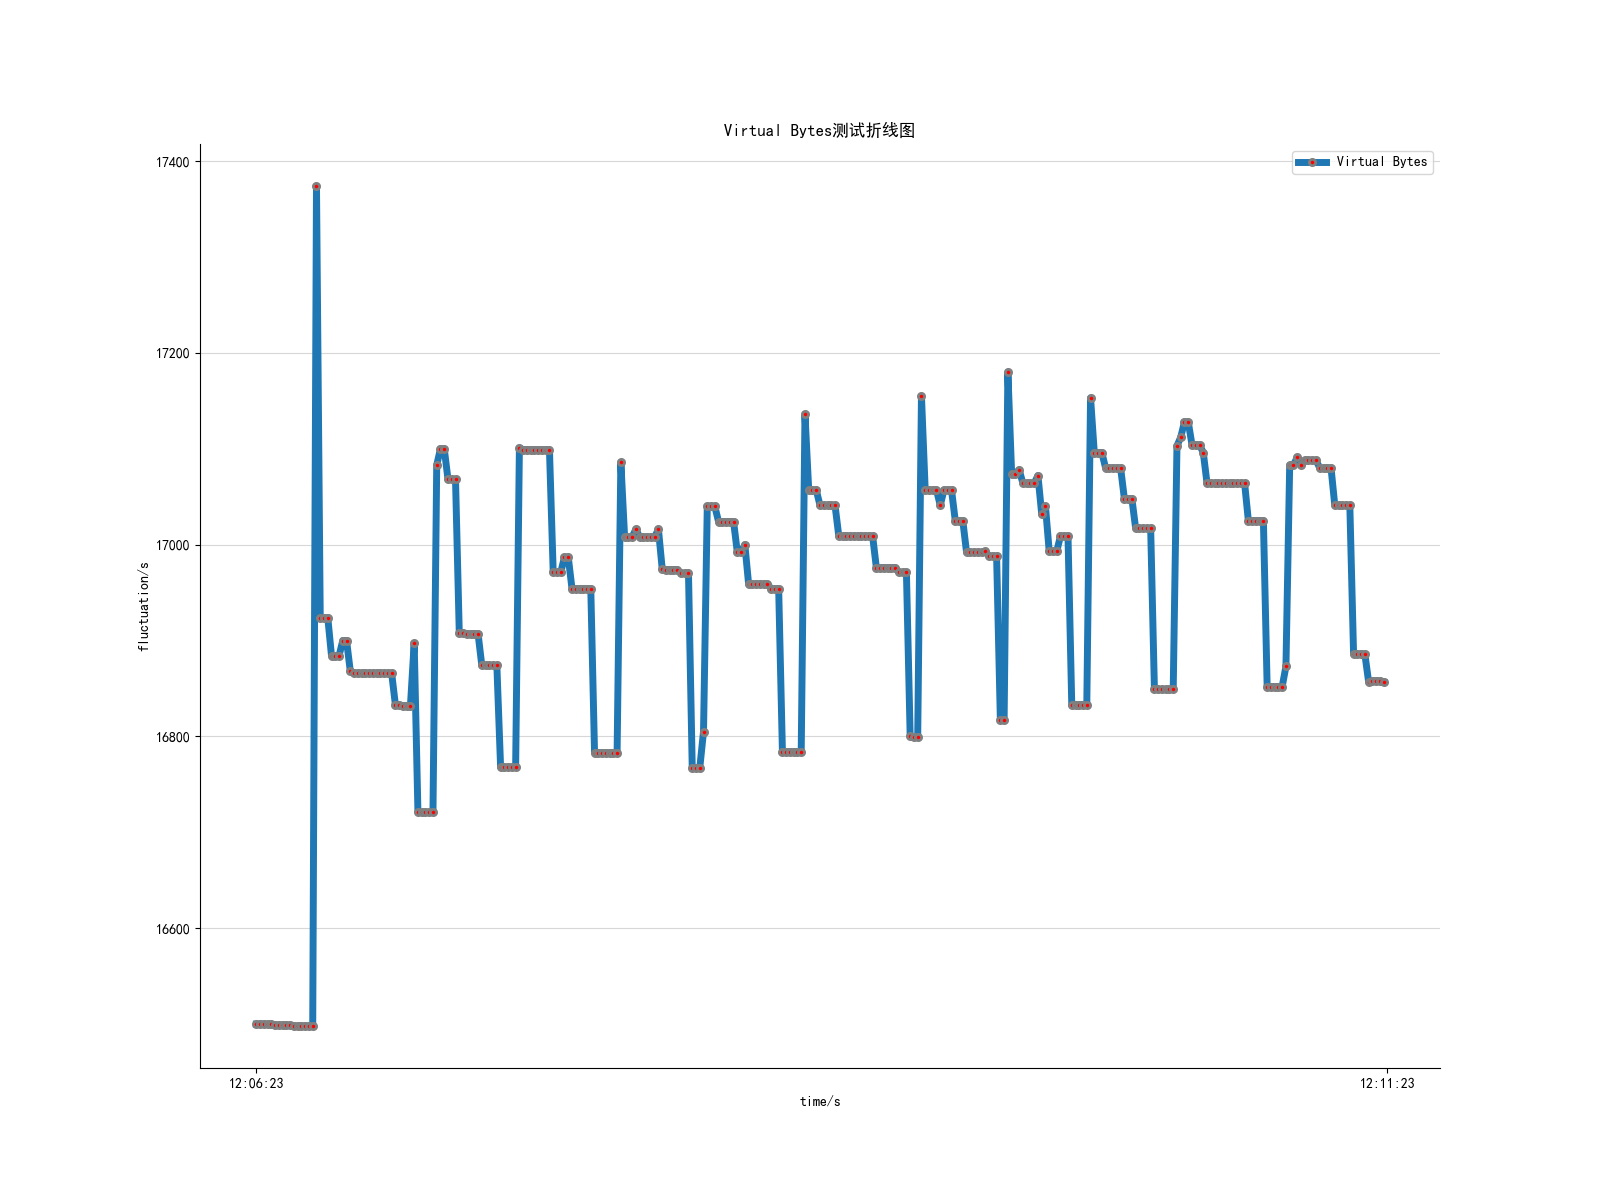 Virtual Bytes测试折线图
Virtual Bytes
17400
17200
17000
16800
16600
fluctuation/s
12:06:23
12:11:23
time/s